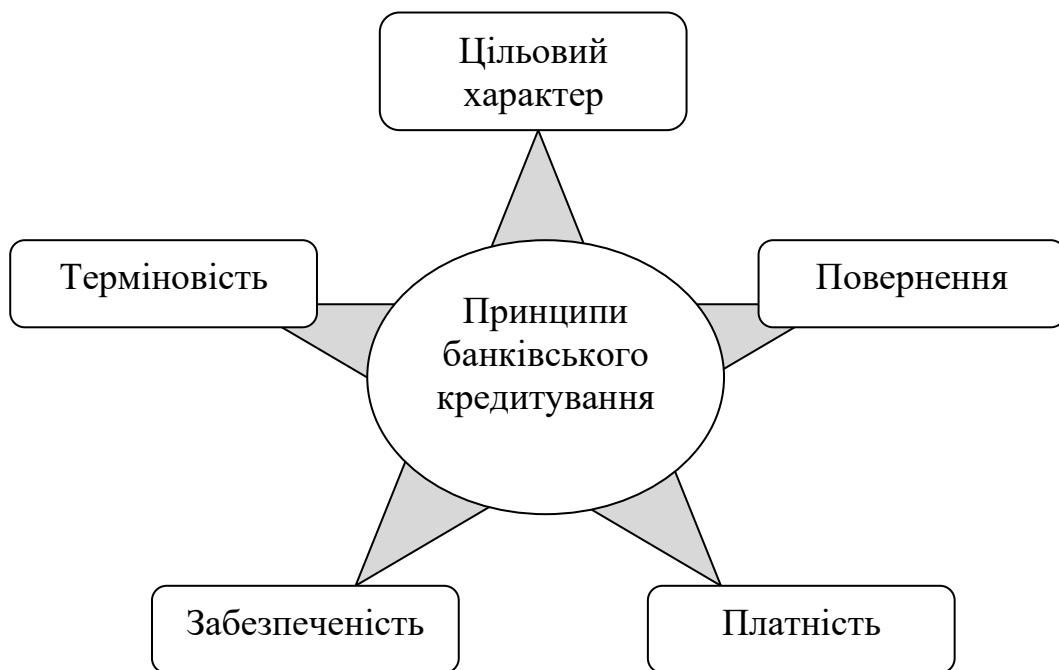 Цільовий
характер
Терміновість
Повернення
Принципи
банківського
кредитування
Забезпеченість
Платність